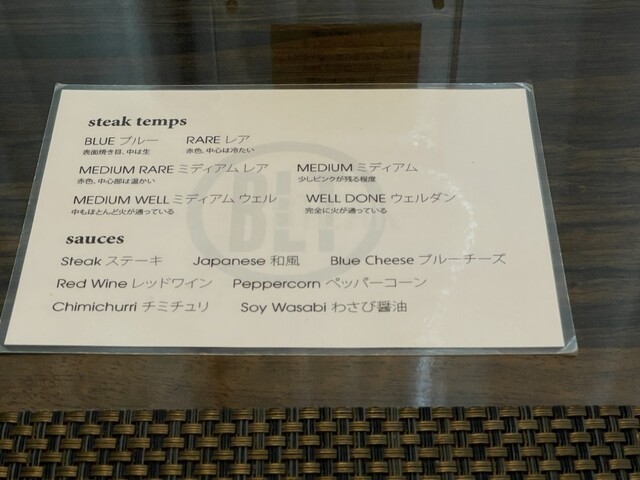 steak temps
BLUE ブルー RARE レア
表面焼き目、中は生 赤色、中心は冷たい
MEDIUM RARE ミディアム レア MEDIUM ミディアム
赤色、中心部は温かい 少しピンクが残る程度
MEDIUM WELL ミディアム ウェル WELL DONE ウェルダン
中もほとんど火が通っている 完全に火が通っている
BLT
sauces
Steak ステーキ Japanese 和風 Blue Cheese ブルーチーズ
Red Wine レッドワイン Peppercorn ペッパーコーン
Chimichurri チミチュリ Soy Wasabi わさび醤油